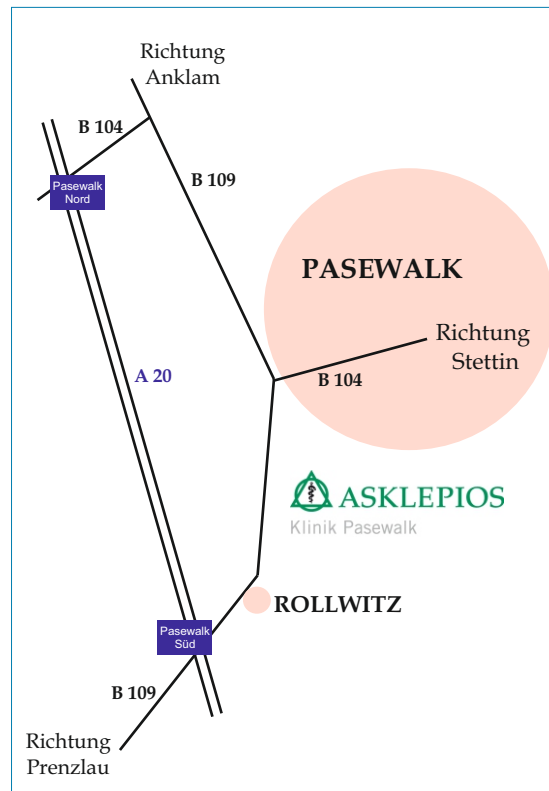 Richtung
Anklam
B 104
B 109
Pasewalk
Nord
PASEWALK
Richtung
Stettin
B 104
A 20
ASKLEPIOS
Klinik Pasewalk
ROLLWITZ
Pasewalk
Süd
B 109
Richtung
Prenzlau